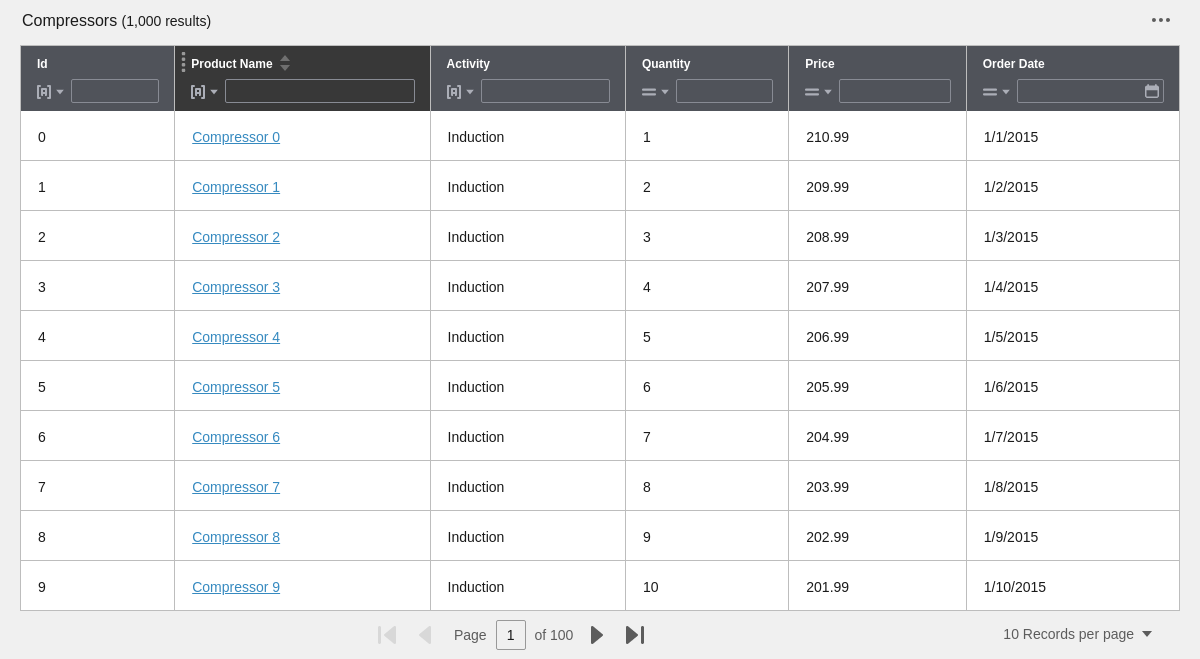 Compressors (1,000 results)
Id Product Name Activity Quantity Price Order Date
0 Compressor 0 Induction 1 210.99 1/1/2015
1 Compressor 1 Induction 2 209.99 1/2/2015
2 Compressor 2 Induction 3 208.99 1/3/2015
3 Compressor 3 Induction 4 207.99 1/4/2015
4 Compressor 4 Induction 5 206.99 1/5/2015
5 Compressor 5 Induction 6 205.99 1/6/2015
6 Compressor 6 Induction 7 204.99 1/7/2015
7 Compressor 7 Induction 8 203.99 1/8/2015
8 Compressor 8 Induction 9 202.99 1/9/2015
9 Compressor 9 Induction 10 201.99 1/10/2015
Page 1 of 100 10 Records per page